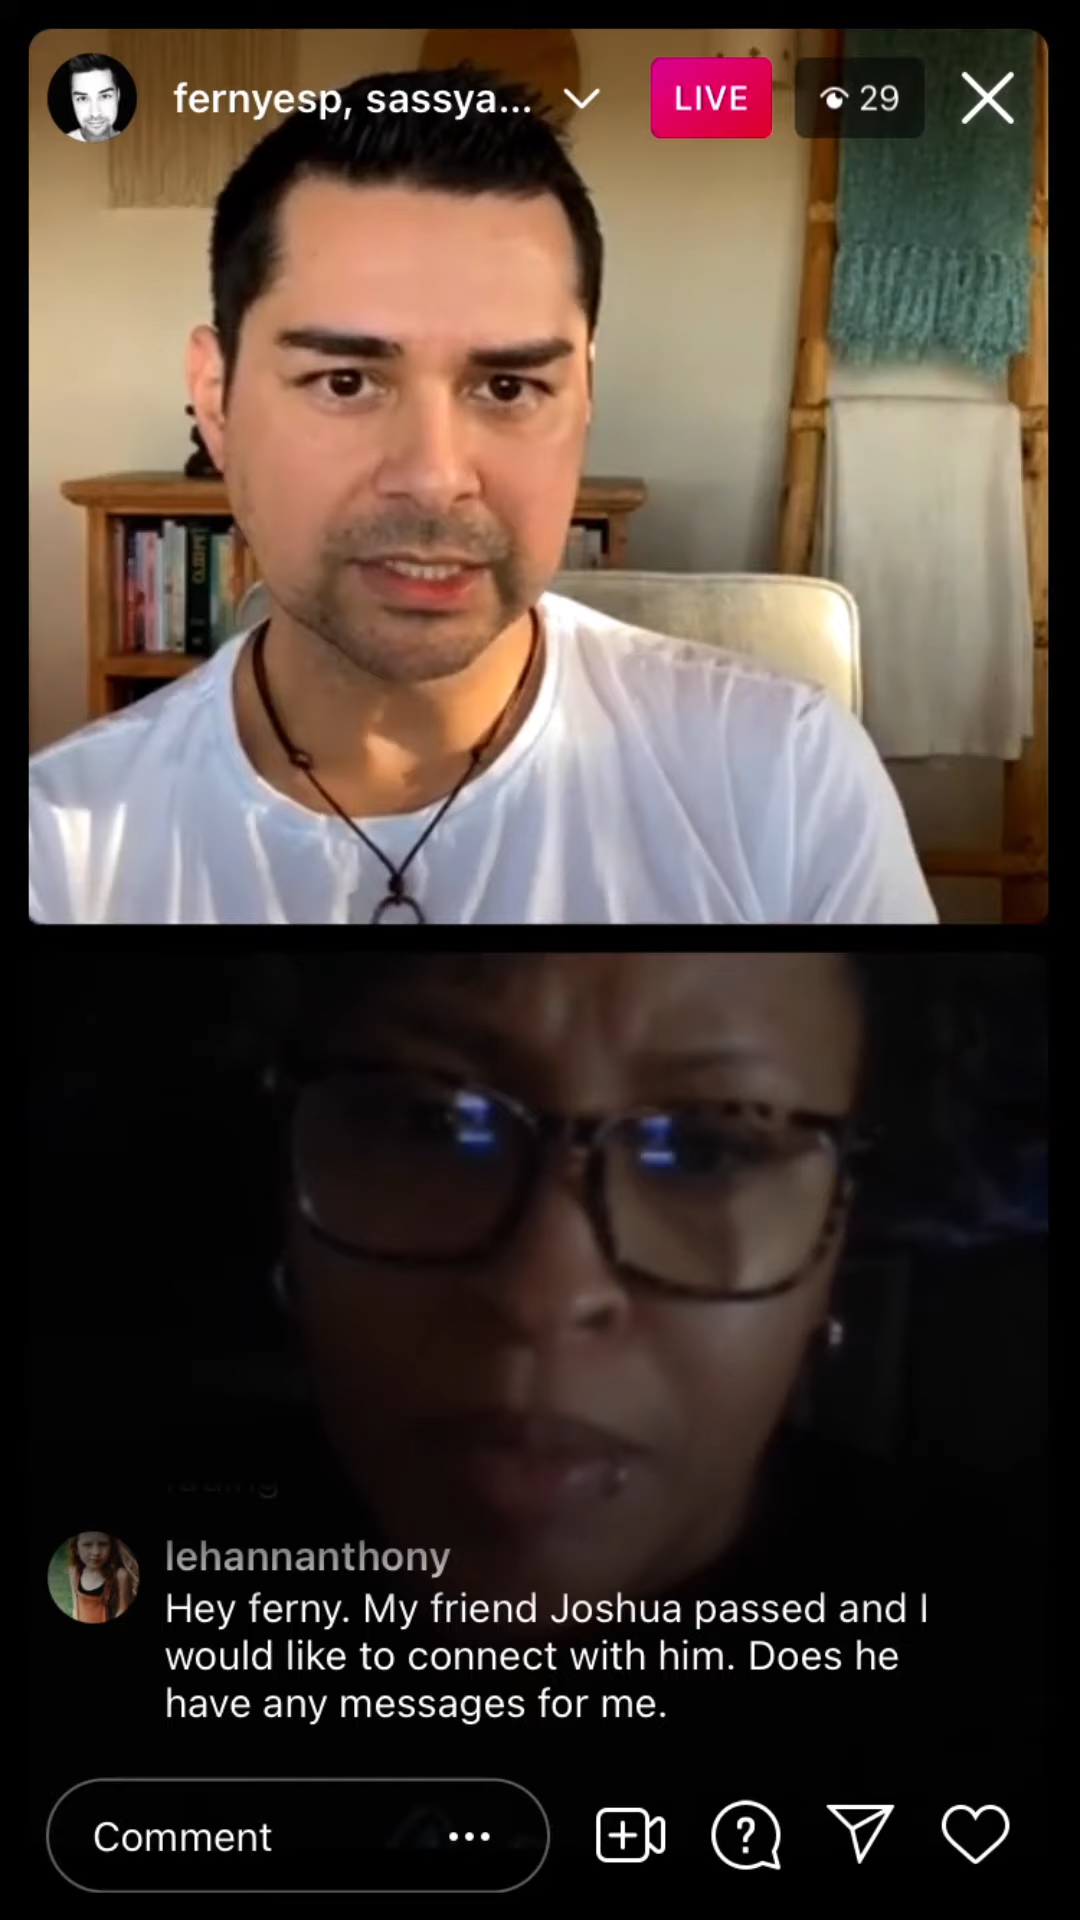 fernyesp, sassya...
LIVE
29
lehannanthony
Hey ferny. My friend Joshua passed and I
would like to connect with him. Does he
have any messages for me.
Comment